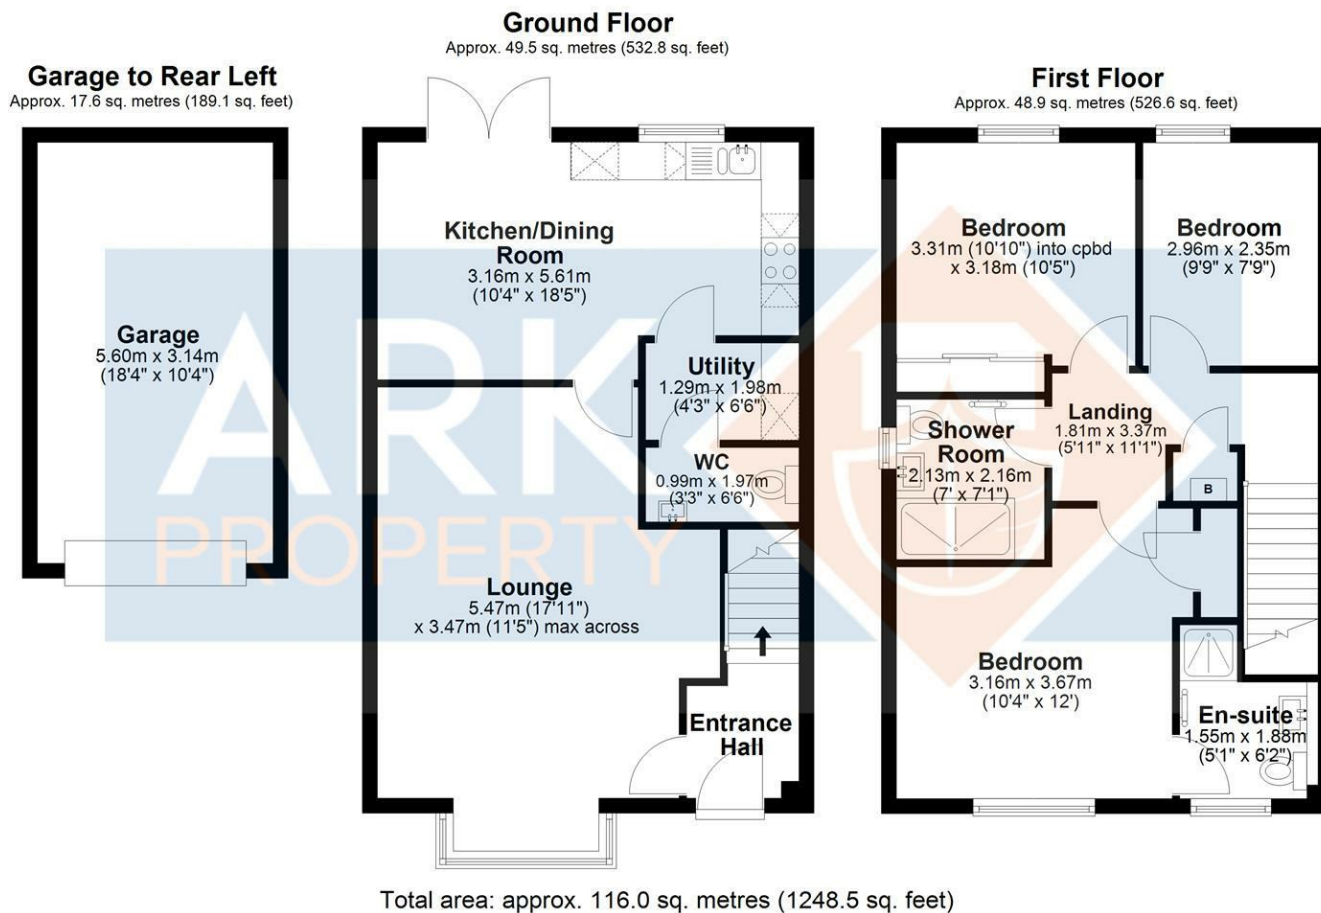 Garage to Rear Left
Approx. 17.6 sq. metres (189.1 sq. feet)
Garage
5.60m x 3.14m
(18'4" x 10'4")
Ground Floor
Approx. 49.5 sq. metres (532.8 sq. feet)
Kitchen/Dining
Room
3.16m x 5.61m
(10'4" x 18'5")
Utility
1.29m x 1.98m
(4'3" x 6'6")
WC
0.99m x 1.97m
(3'3" x 6'6")
Lounge
5.47m (17'11")
x 3.47m (11'5") max across
Entrance
Hall
First Floor
Approx. 48.9 sq. metres (526.6 sq. feet)
Bedroom
3.31m (10'10") into cpbd
x 3.18m (10'5")
Bedroom
2.96m x 2.35m
(9'9" x 7'9")
Landing
1.81m x 3.37m
(5'11" x 11'1")
Shower
Room
2.13m x 2.16m
(7' x 7'1")
B
Bedroom
3.16m x 3.67m
(10'4" x 12')
En-suite
1.55m x 1.88m
(5'1" x 6'2")
ARK
PROPERTY
Total area: approx. 116.0 sq. metres (1248.5 sq. feet)